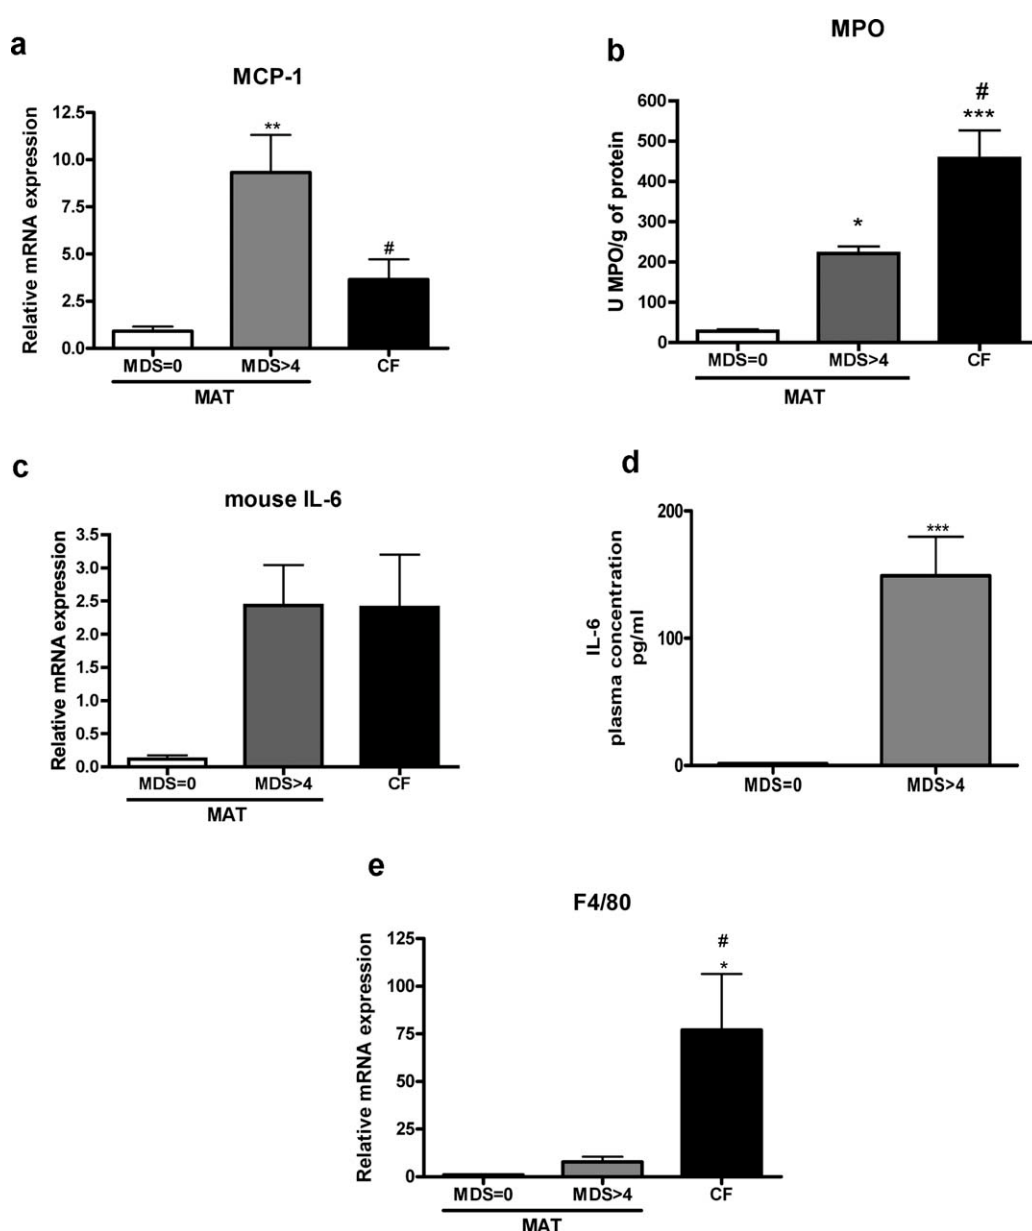 a
MCP-1
Relative mRNA expression
12.5
10.0
7.5
5.0
2.5
0.0
**
#
MDS=0 MDS>4 CF
MAT
b
MPO
U MPO/g of protein
600
500
400
300
200
100
0
*
#
***
MDS=0 MDS>4 CF
MAT
c
mouse IL-6
Relative mRNA expression
3.5
3.0
2.5
2.0
1.5
1.0
0.5
0.0
MDS=0 MDS>4 CF
MAT
d
IL-6
plasma concentration
pg/ml
200
100
0
***
MDS=0 MDS>4
e
F4/80
Relative mRNA expression
125
100
75
50
25
0
#
*
MDS=0 MDS>4 CF
MAT